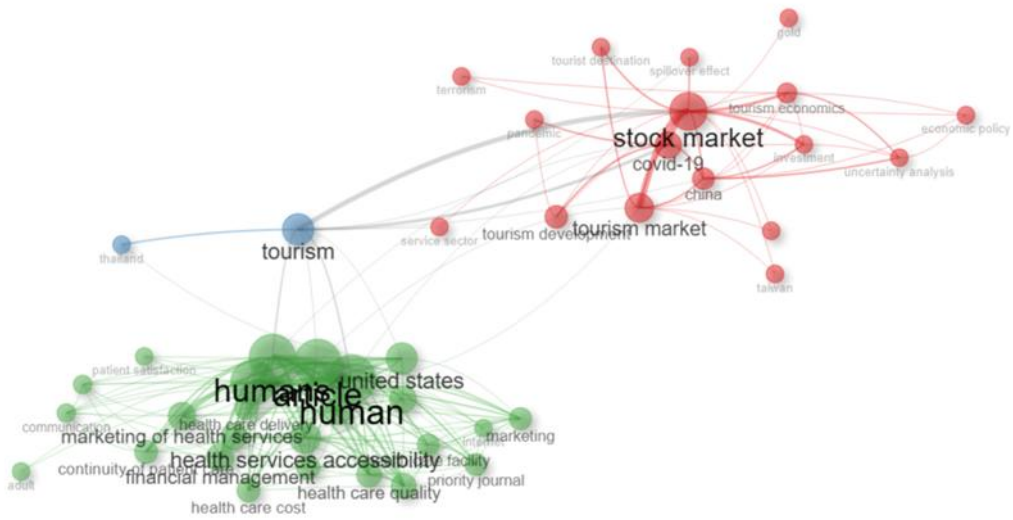 gold
tourist destination
spillover effect
terrorism
tourism economics
pandemic
economic policy
stock market
covid-19
investment
uncertainty analysis
china
tourism development
tourism market
service sector
tourism
thailand
taiwan
patient satisfaction
united states
humans
article
human
communication
health care delivery
marketing of health services
internet
marketing
health services accessibility
facility
continuity of patient care
financial management
priority journal
adult
health care quality
health care cost